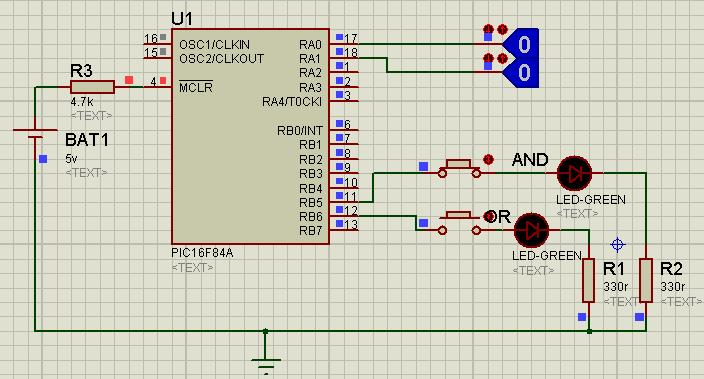 U1
16 OSC1/CLKIN RA0 17 0
15 OSC2/CLKOUT RA1 18 0
RA2 1
R3 4 MCLR RA3 2
4.7k RA4/T0CKI 3
<TEXT>
RB0/INT 6
BAT1 RB1 7
5v RB2 8
<TEXT> RB3 9
RB4 10
RB5 11
RB6 12
RB7 13
PIC16F84A
<TEXT>
AND
LED-GREEN
<TEXT>
OR
LED-GREEN
<TEXT>
R1
330r
<TEXT>
R2
330r
<TEXT>